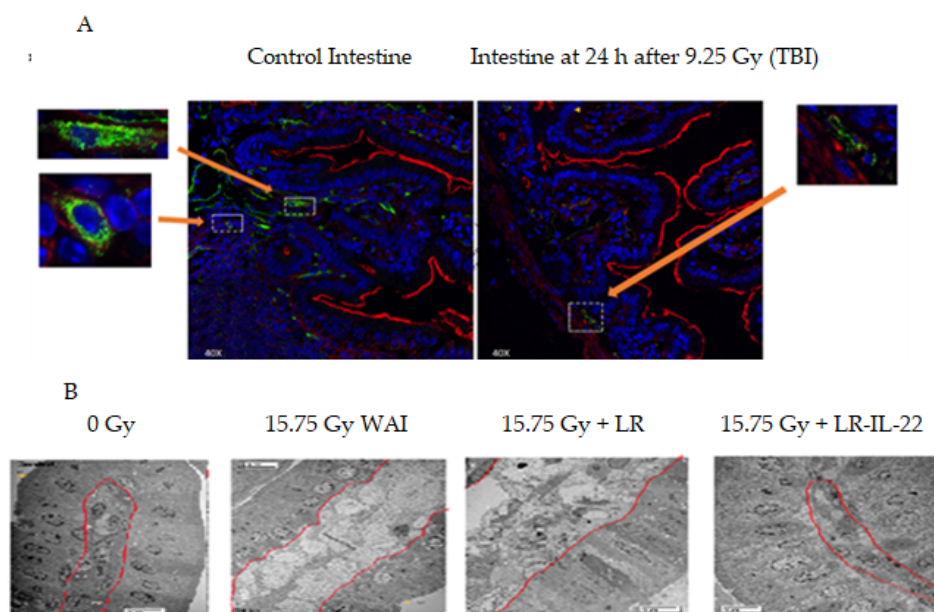 A
Control Intestine
Intestine at 24 h after 9.25 Gy (TBI)
40X
40X
B
0 Gy
15.75 Gy WAI
15.75 Gy + LR
15.75 Gy + LR-IL-22